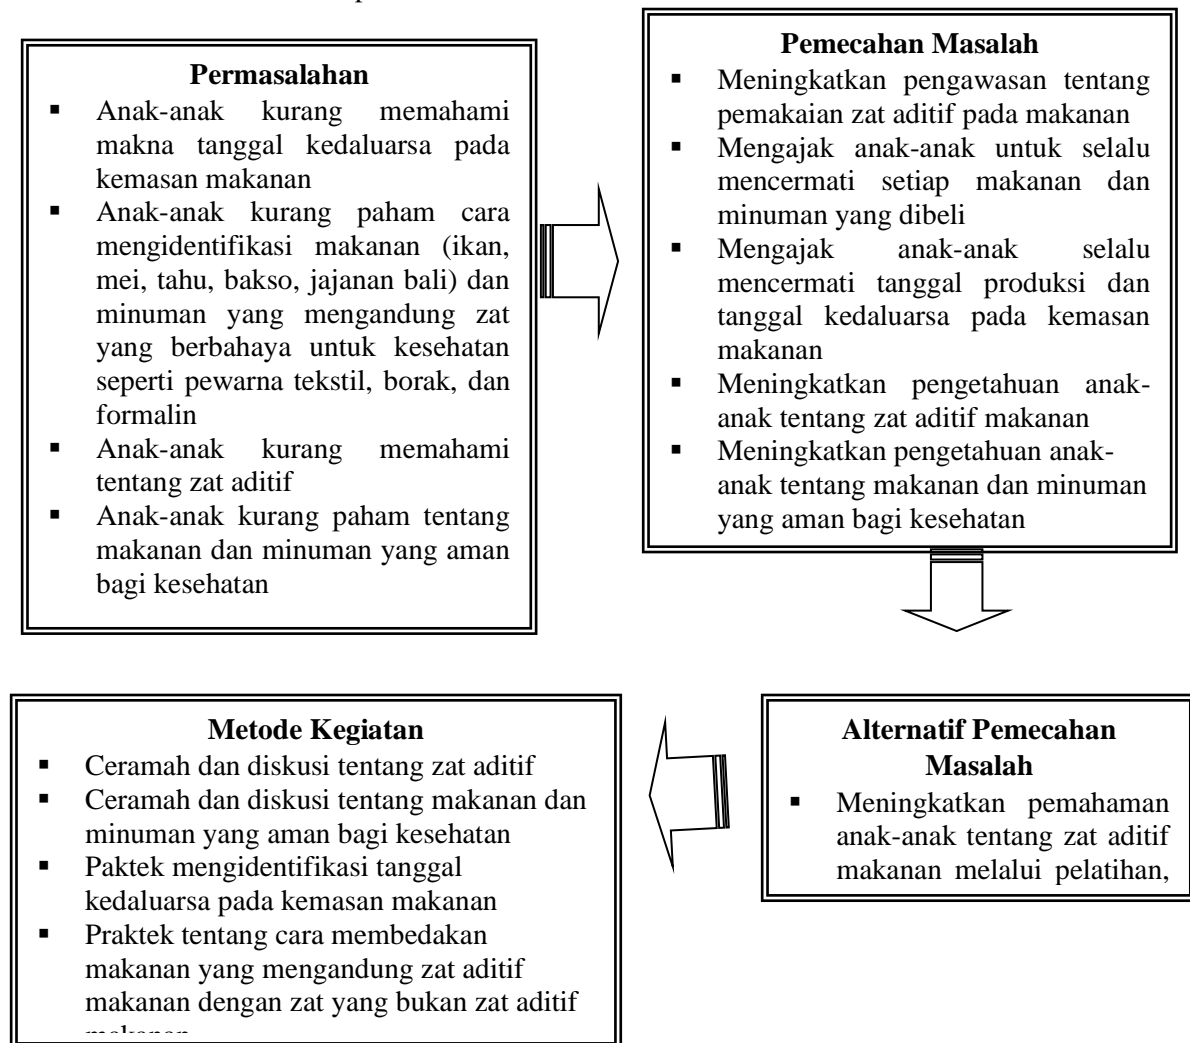 Permasalahan
▪ Anak-anak kurang memahami
makna tanggal kedaluarsa pada
kemasan makanan
▪ Anak-anak kurang paham cara
mengidentifikasi makanan (ikan,
mei, tahu, bakso, jajanan bali) dan
minuman yang mengandung zat
yang berbahaya untuk kesehatan
seperti pewarna tekstil, borak, dan
formalin
▪ Anak-anak kurang memahami
tentang zat aditif
▪ Anak-anak kurang paham tentang
makanan dan minuman yang aman
bagi kesehatan
Pemecahan Masalah
▪ Meningkatkan pengawasan tentang
pemakaian zat aditif pada makanan
▪ Mengajak anak-anak untuk selalu
mencermati setiap makanan dan
minuman yang dibeli
▪ Mengajak anak-anak selalu
mencermati tanggal produksi dan
tanggal kedaluarsa pada kemasan
makanan
▪ Meningkatkan pengetahuan anak-
anak tentang zat aditif makanan
▪ Meningkatkan pengetahuan anak-
anak tentang makanan dan minuman
yang aman bagi kesehatan
Alternatif Pemecahan
Masalah
▪ Meningkatkan pemahaman
anak-anak tentang zat aditif
makanan melalui pelatihan,
Metode Kegiatan
▪ Ceramah dan diskusi tentang zat aditif
▪ Ceramah dan diskusi tentang makanan dan
minuman yang aman bagi kesehatan
▪ Paktek mengidentifikasi tanggal
kedaluarsa pada kemasan makanan
▪ Praktek tentang cara membedakan
makanan yang mengandung zat aditif
makanan dengan zat yang bukan zat aditif